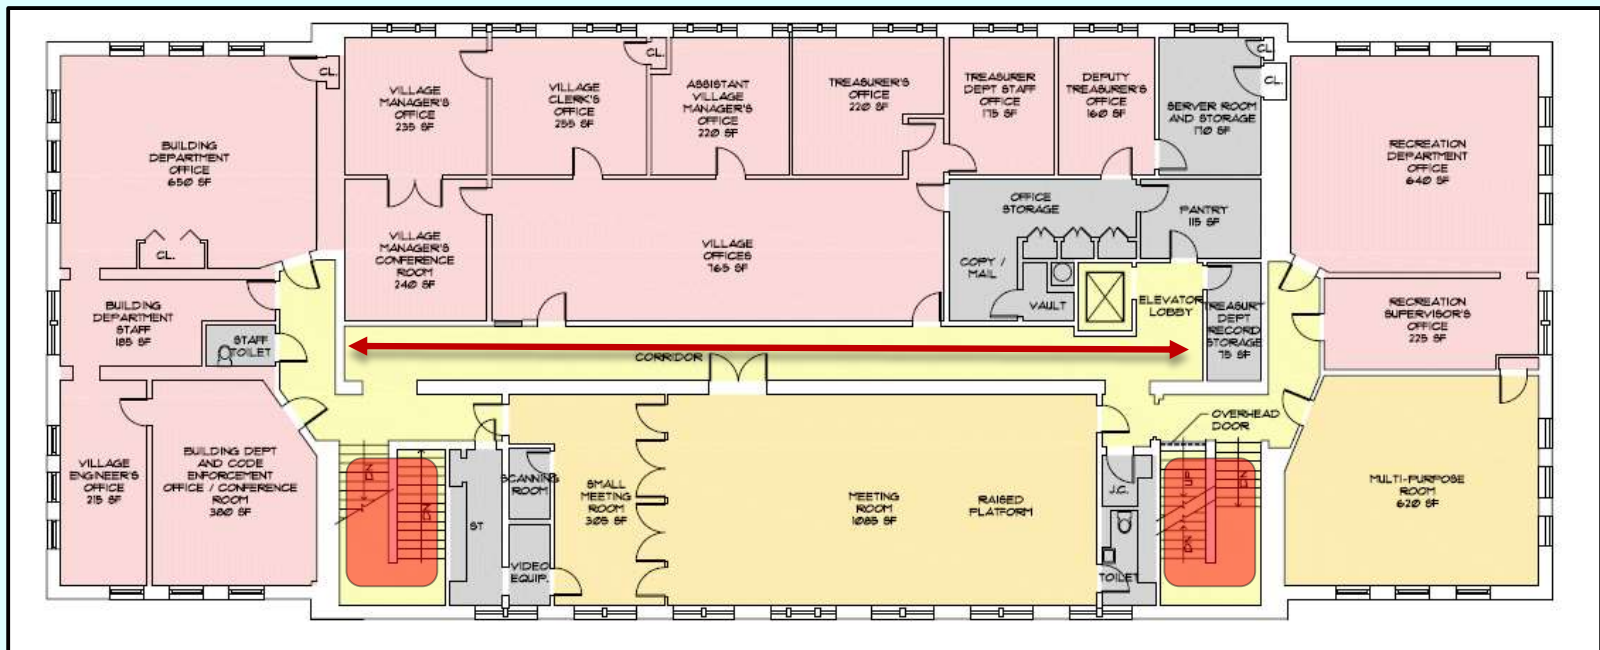 CL.
VILLAGE
MANAGER'S
OFFICE
235 SF
VILLAGE
CLERK'S
OFFICE
255 SF
CL.
ASSISTANT
VILLAGE
MANAGER'S
OFFICE
220 SF
TREASURER'S
OFFICE
220 SF
TREASURER
DEPT STAFF
OFFICE
175 SF
DEPUTY
TREASURER'S
OFFICE
160 SF
SERVER ROOM
AND STORAGE
170 SF
CL.
CL.
BUILDING
DEPARTMENT
OFFICE
650 SF
CL.
RECREATION
DEPARTMENT
OFFICE
640 SF
VILLAGE
MANAGER'S
CONFERENCE
ROOM
240 SF
VILLAGE
OFFICES
765 SF
OFFICE
STORAGE
PANTRY
115 SF
COPY /
MAIL
VAULT
ELEVATOR
LOBBY
TREASURY
DEPT
RECORD
STORAGE
75 SF
BUILDING
DEPARTMENT
STAFF
185 SF
STAFF
TOILET
RECREATION
SUPERVISOR'S
OFFICE
225 SF
CORRIDOR
OVERHEAD
DOOR
VILLAGE
ENGINEER'S
OFFICE
215 SF
BUILDING DEPT
AND CODE
ENFORCEMENT
OFFICE / CONFERENCE
ROOM
380 SF
DN
DN
ST
SCANNING
ROOM
VIDEO
EQUIP.
SMALL
MEETING
ROOM
305 SF
MEETING
ROOM
1085 SF
RAISED
PLATFORM
J.C.
TOILET
UP
DN
DN
MULTI-PURPOSE
ROOM
620 SF